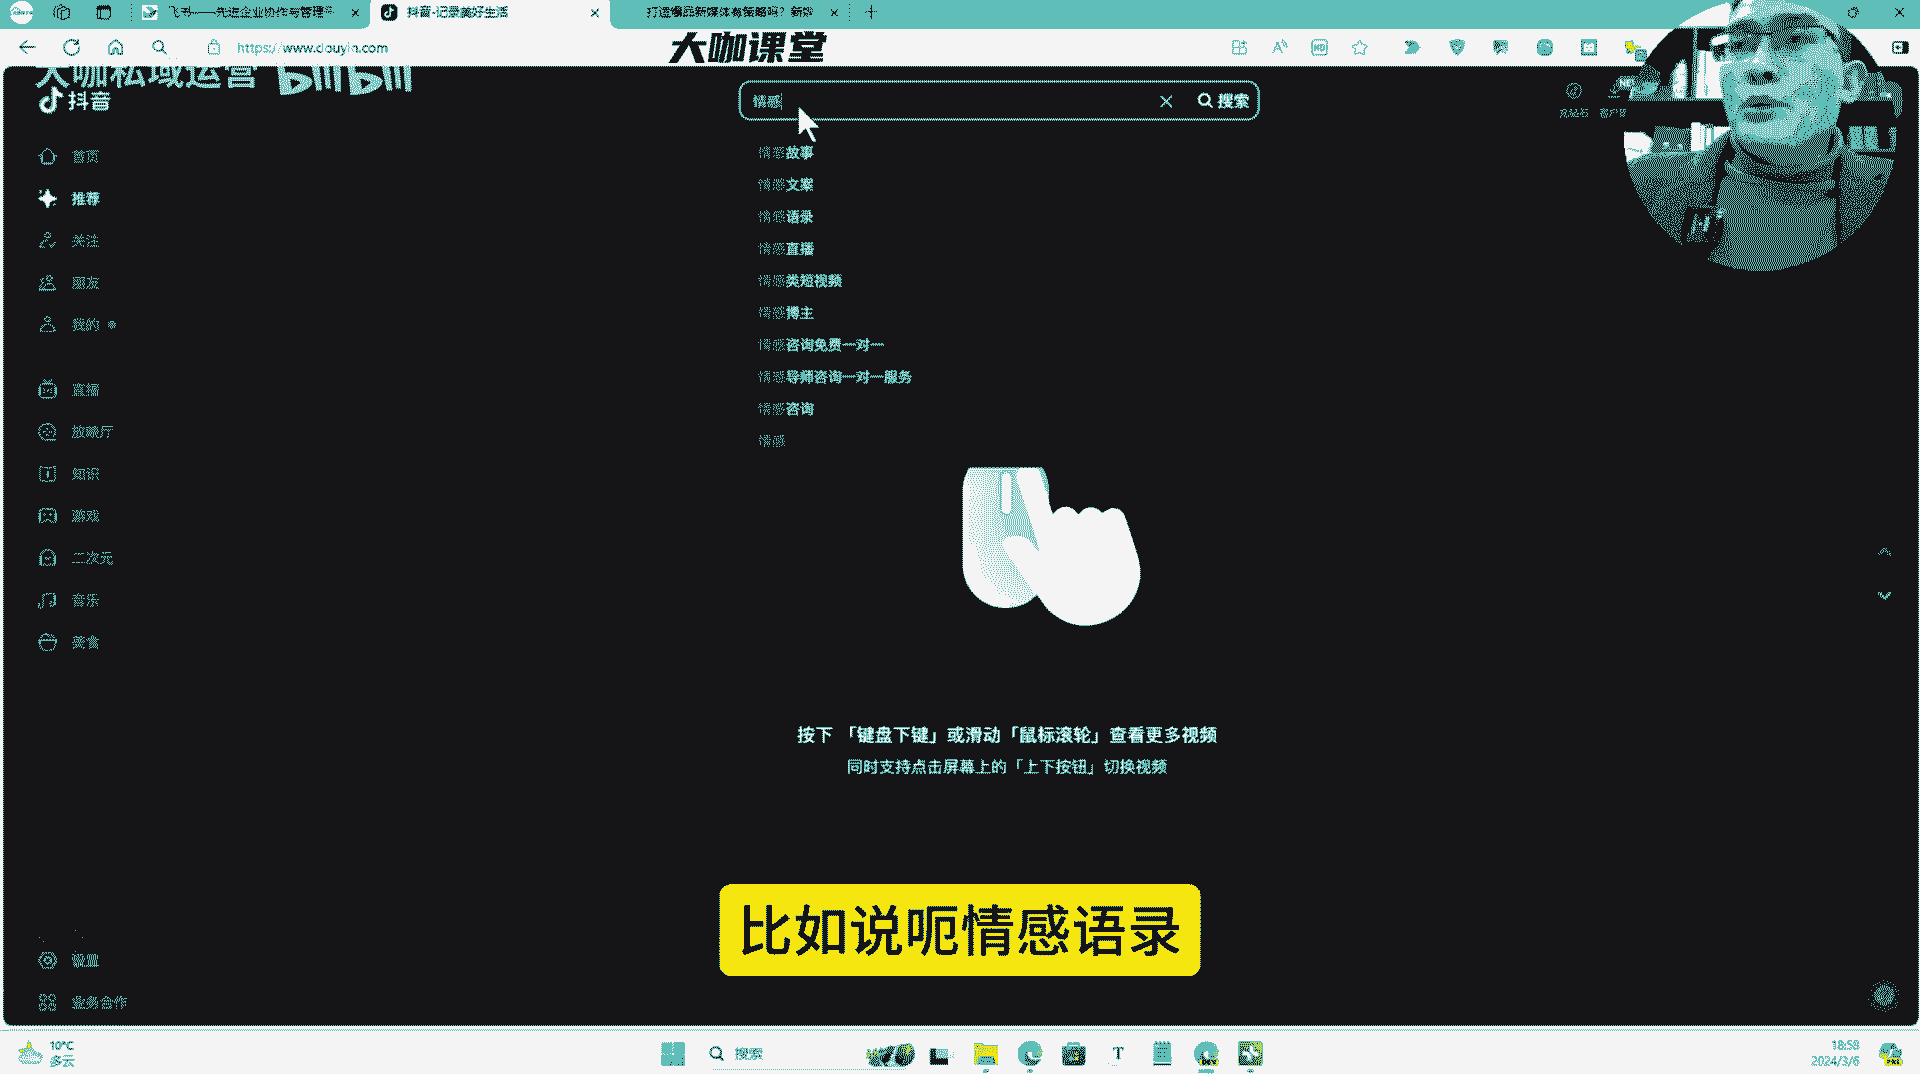 飞书——先进企业协作与管理平
抖音-记录美好生活
打造爆品新媒体有策略吗？新媒
https://www.douyin.com
大咖课堂
大咖私域运营 bilibili
抖音
情感
搜索
首页
推荐
关注
朋友
我的
直播
放映厅
知识
游戏
二次元
音乐
美食
设置
业务合作
情感故事
情感文案
情感语录
情感直播
情感类短视频
情感博主
情感咨询免费一对一
情感导师咨询一对一服务
情感咨询
情感
按下「键盘下键」或滑动「鼠标滚轮」查看更多视频
同时支持点击屏幕上的「上下按钮」切换视频
比如说呃情感语录
10°C
多云
搜索
18:58
2024/3/6